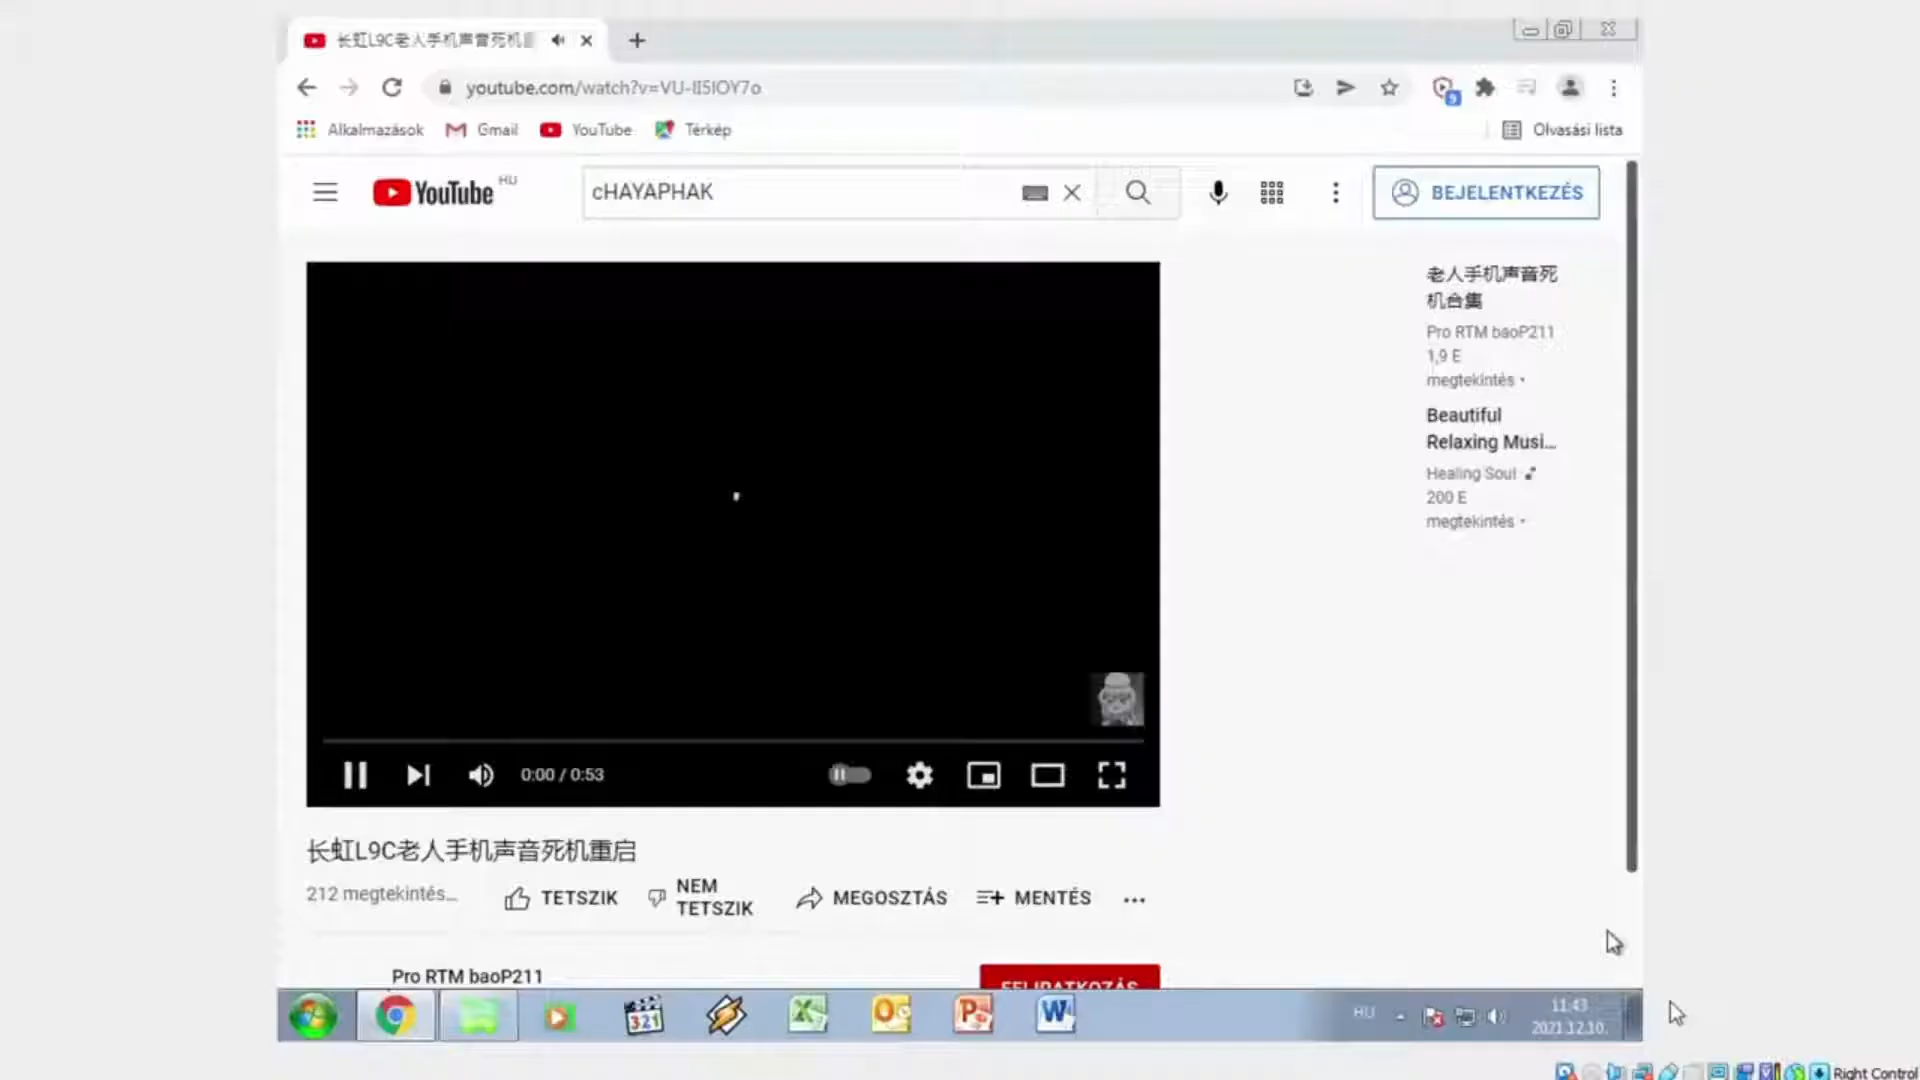 长虹L9C老人手机声音死机重
youtube.com/watch?v=VU-lI5lOY7o
Alkalmazások
Gmail
YouTube
Térkép
Olvasási lista
YouTube HU
cHAYAPHAK
BEJELENTKEZÉS
老人手机声音死
机合集
Pro RTM baoP211
1,9 E
megtekintés •
Beautiful
Relaxing Musi...
Healing Soul
200 E
megtekintés •
0:00 / 0:53
长虹L9C老人手机声音死机重启
212 megtekintés...
TETSZIK
NEM
TETSZIK
MEGOSZTÁS
MENTÉS
Pro RTM baoP211
FELIRATKOZÁS
321
HU
11:43
2021.12.10.
Right Control